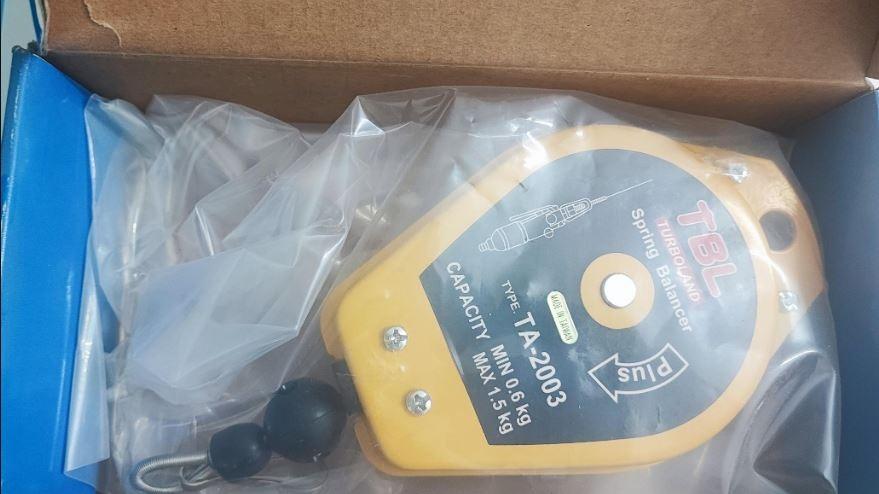 TBL
TURBOLAND
Spring Balancer
MADE IN TAIWAN
TYPE. TA-2003
CAPACITY MIN 0.6 kg
MAX 1.5 kg
plus